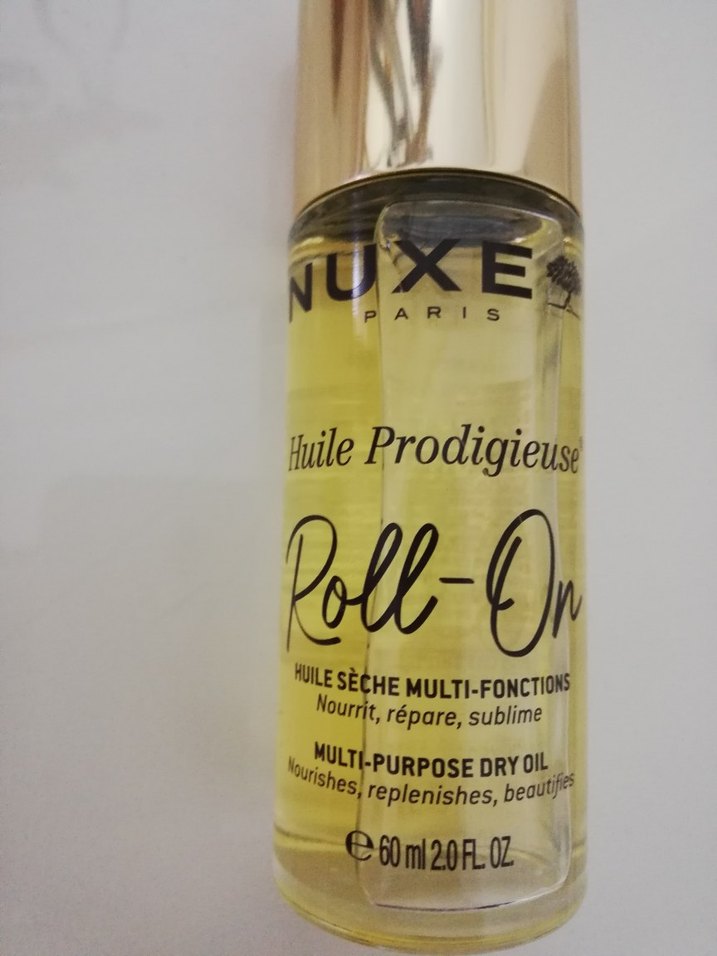 NUXE
PARIS
Huile Prodigieuse®
Roll-On
HUILE SÈCHE MULTI-FONCTIONS
Nourrit, répare, sublime
MULTI-PURPOSE DRY OIL
Nourishes, replenishes, beautifies
℮ 60 ml 2.0 FL. OZ.